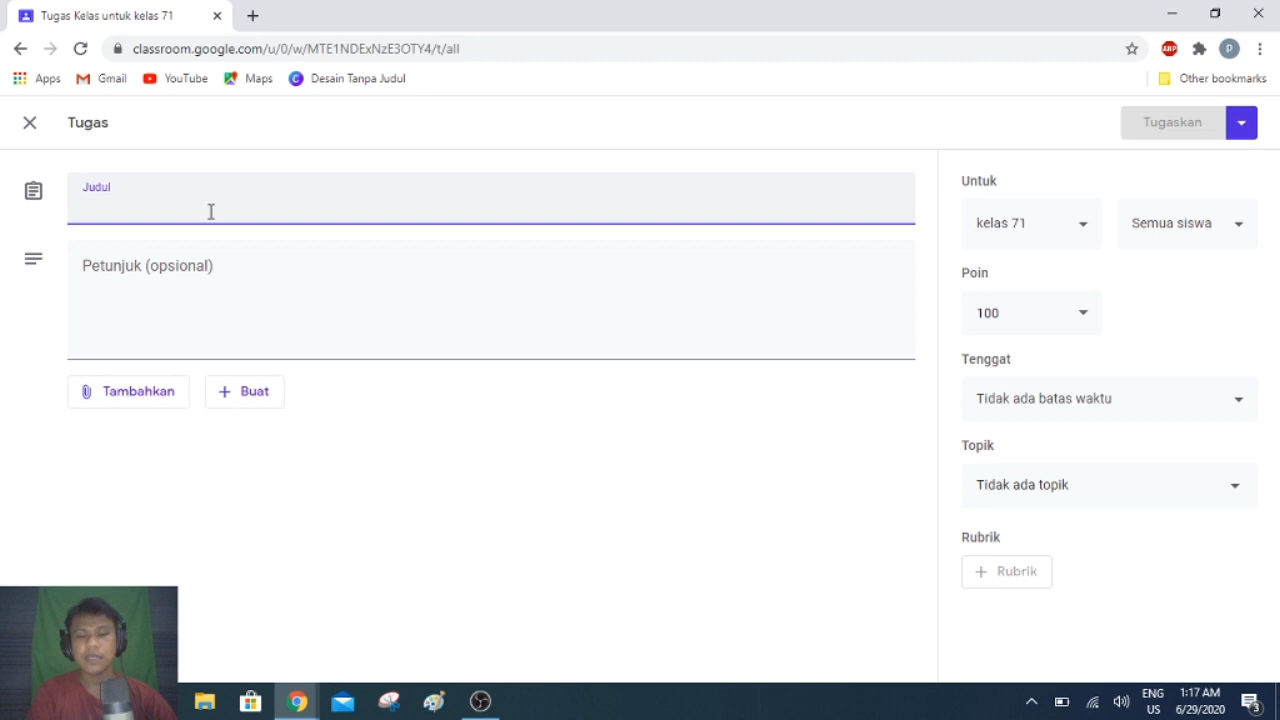 Tugas Kelas untuk kelas 71
classroom.google.com/u/0/w/MTE1NDExNzE3OTY4/t/all
ABP
P
Apps Gmail YouTube Maps C Desain Tanpa Judul Other bookmarks
Tugas
Tugaskan
Judul
Petunjuk (opsional)
Tambahkan
Buat
Untuk
kelas 71 Semua siswa
Poin
100
Tenggat
Tidak ada batas waktu
Topik
Tidak ada topik
Rubrik
Rubrik
ENG
US
1:17 AM
6/29/2020
3